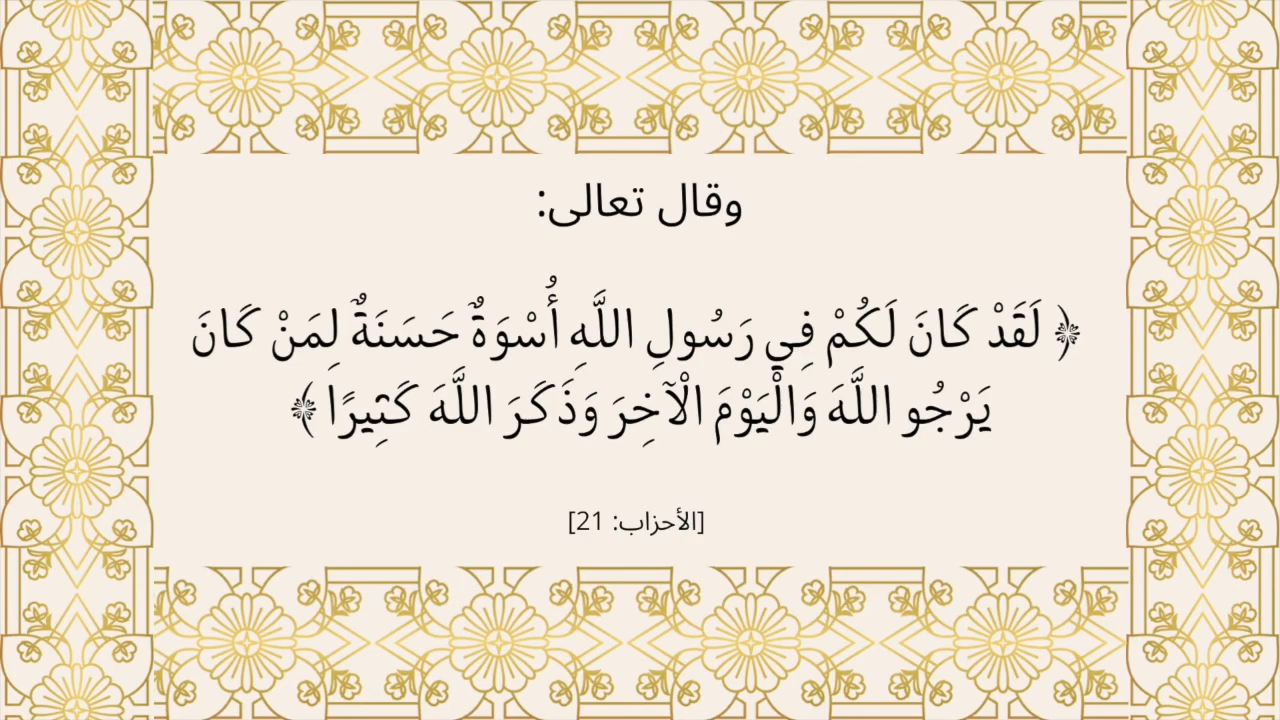 وقال تعالى:
﴿ لَقَدْ كَانَ لَكُمْ فِي رَسُولِ اللَّهِ أُسْوَةٌ حَسَنَةٌ لِمَنْ كَانَ
يَرْجُو اللَّهَ وَالْيَوْمَ الْآخِرَ وَذَكَرَ اللَّهَ كَثِيرًا ﴾
[الأحزاب: 21]